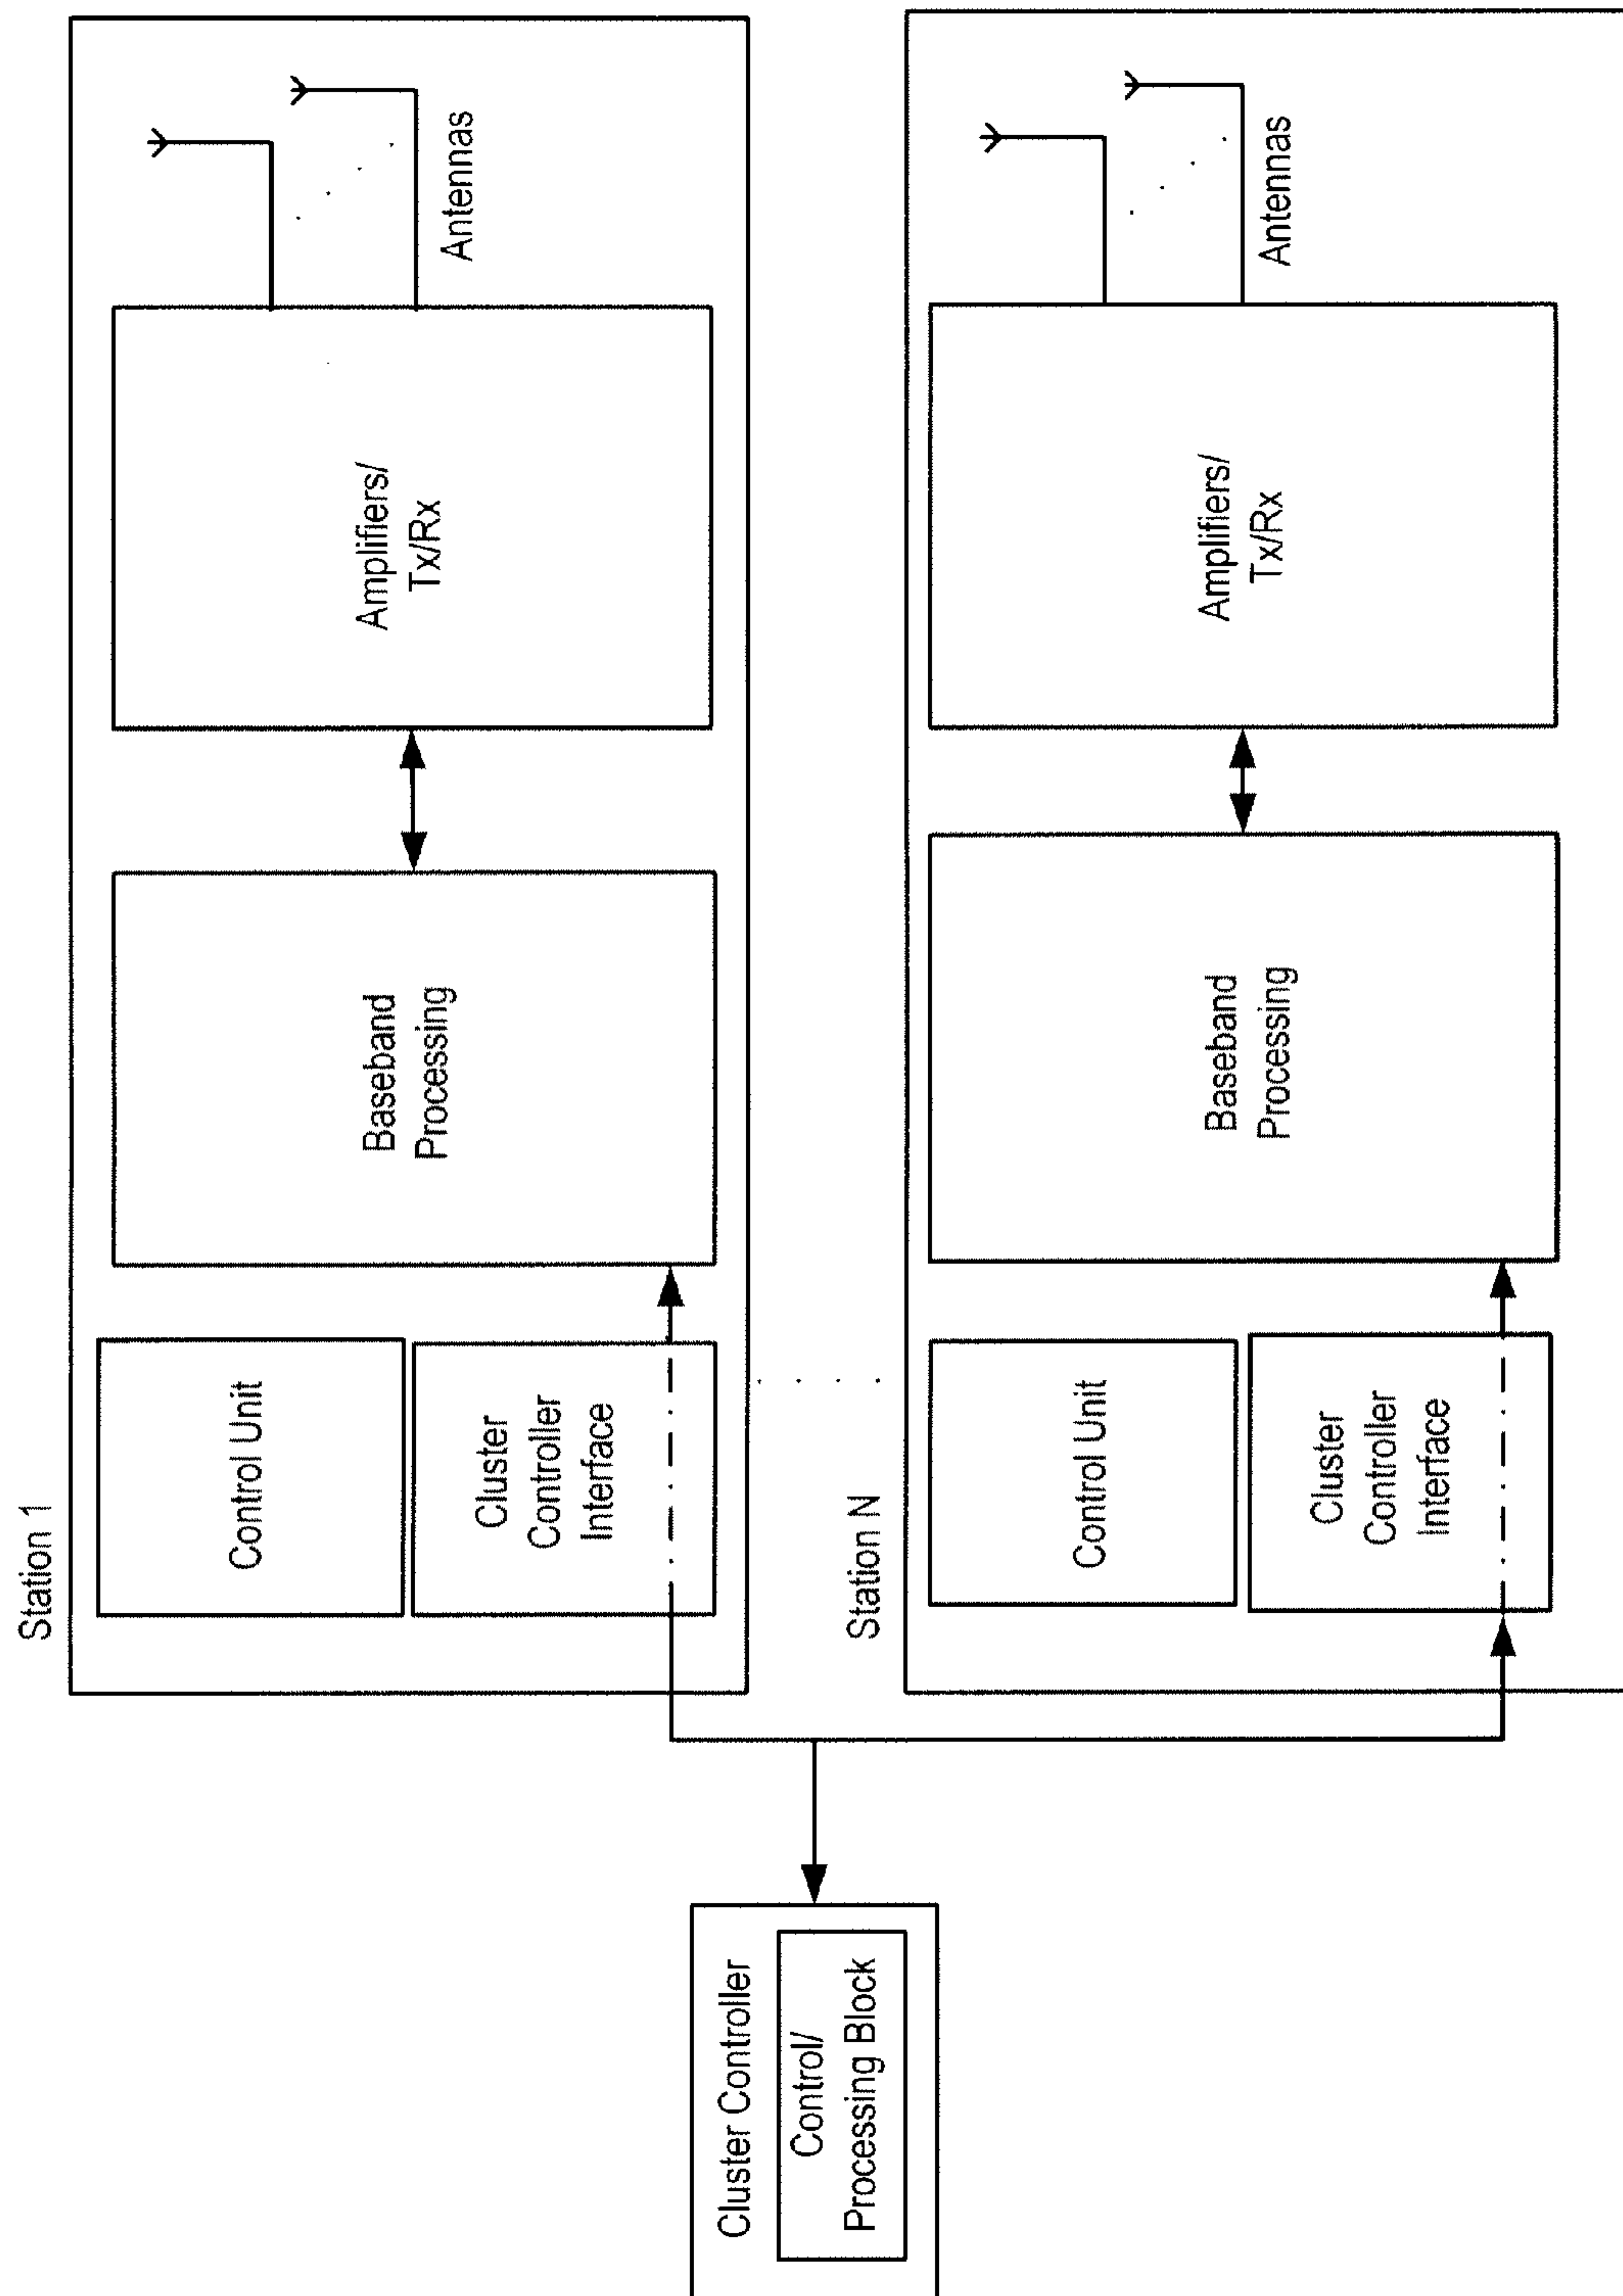 Cluster Controller
Control/
Processing Block
Station 1
Control Unit
Cluster
Controller
Interface
Baseband
Processing
Amplifiers/
Tx/Rx
Antennas
Station N
Control Unit
Cluster
Controller
Interface
Baseband
Processing
Amplifiers/
Tx/Rx
Antennas